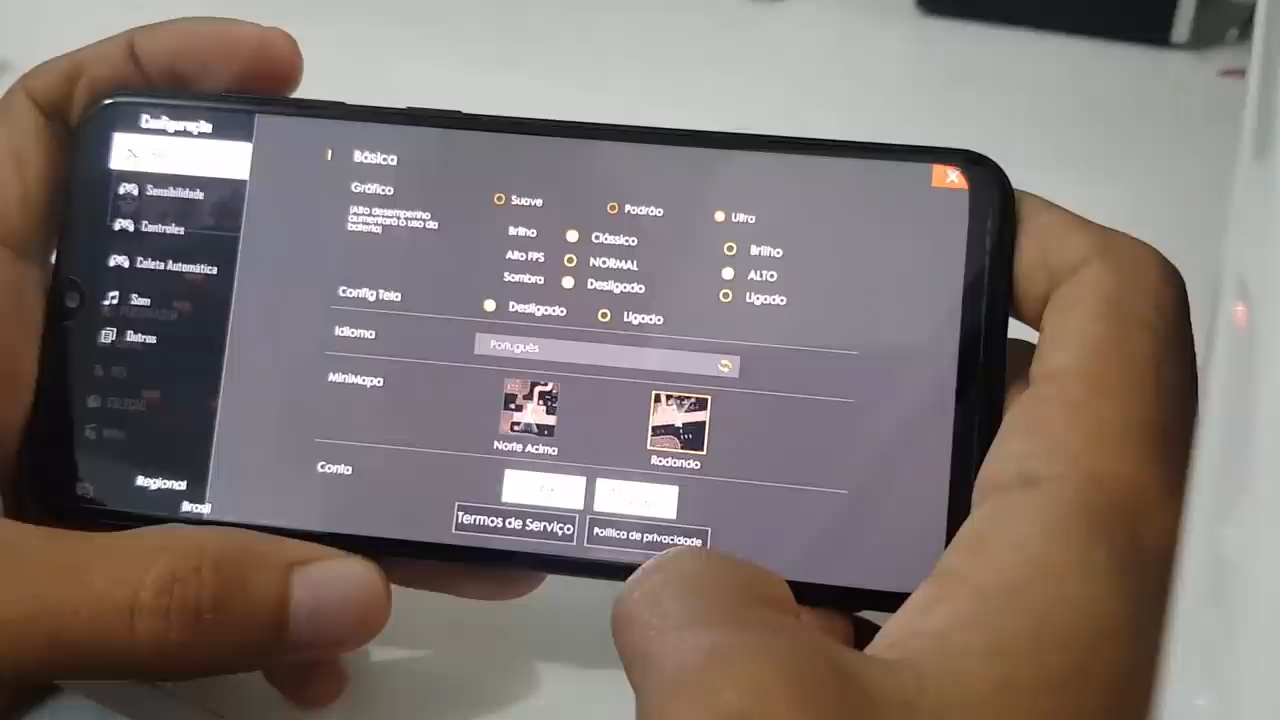 Configuração
Sensibilidade
Controles
Coleta Automática
Som
Outros
COLEÇÃO
Regional
Brasil
Básica
Gráfico
(Alto desempenho
aumentará o uso da
bateria)
Suave
Padrão
Ultra
Brilho
Clássico
Brilho
Alto FPS
NORMAL
ALTO
Sombra
Desligado
Ligado
Config Tela
Desligado
Ligado
Idioma
Português
MiniMapa
Norte Acima
Rodando
Conta
Termos de Serviço
Política de privacidade